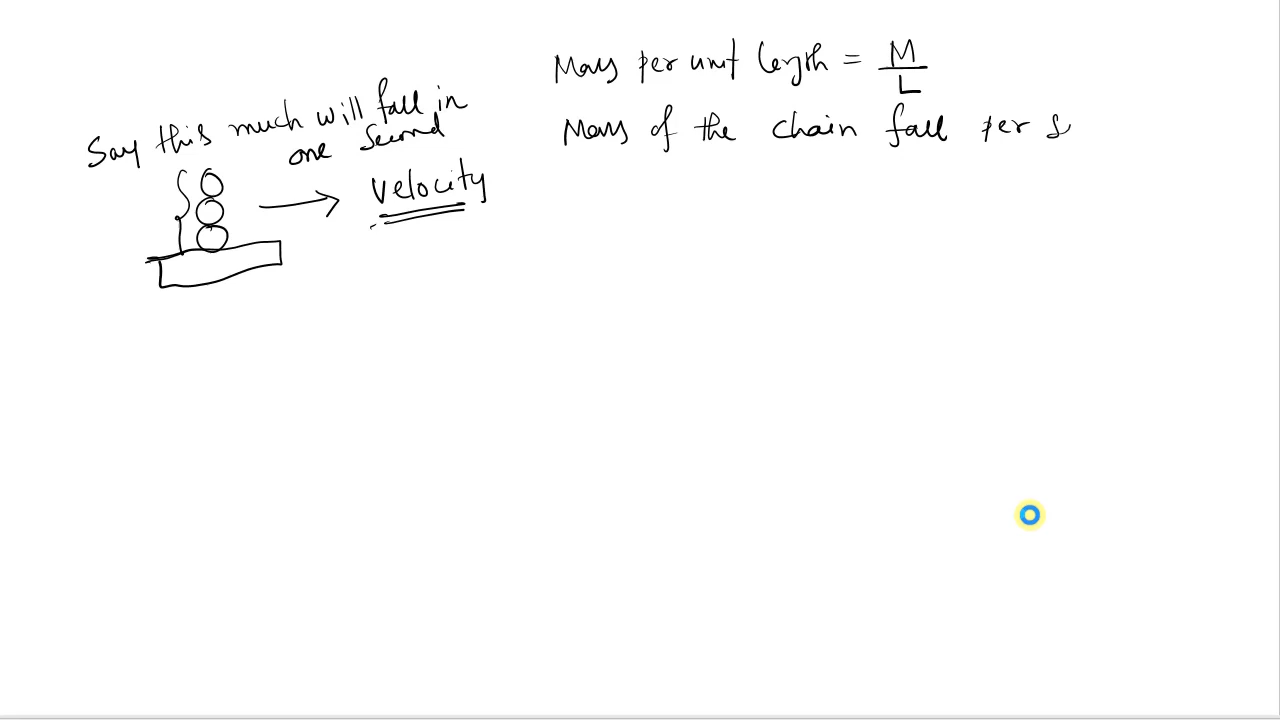 Say this much will fall in
one second
velocity
Mass per unit length = M/L
Mass of the chain fall per s